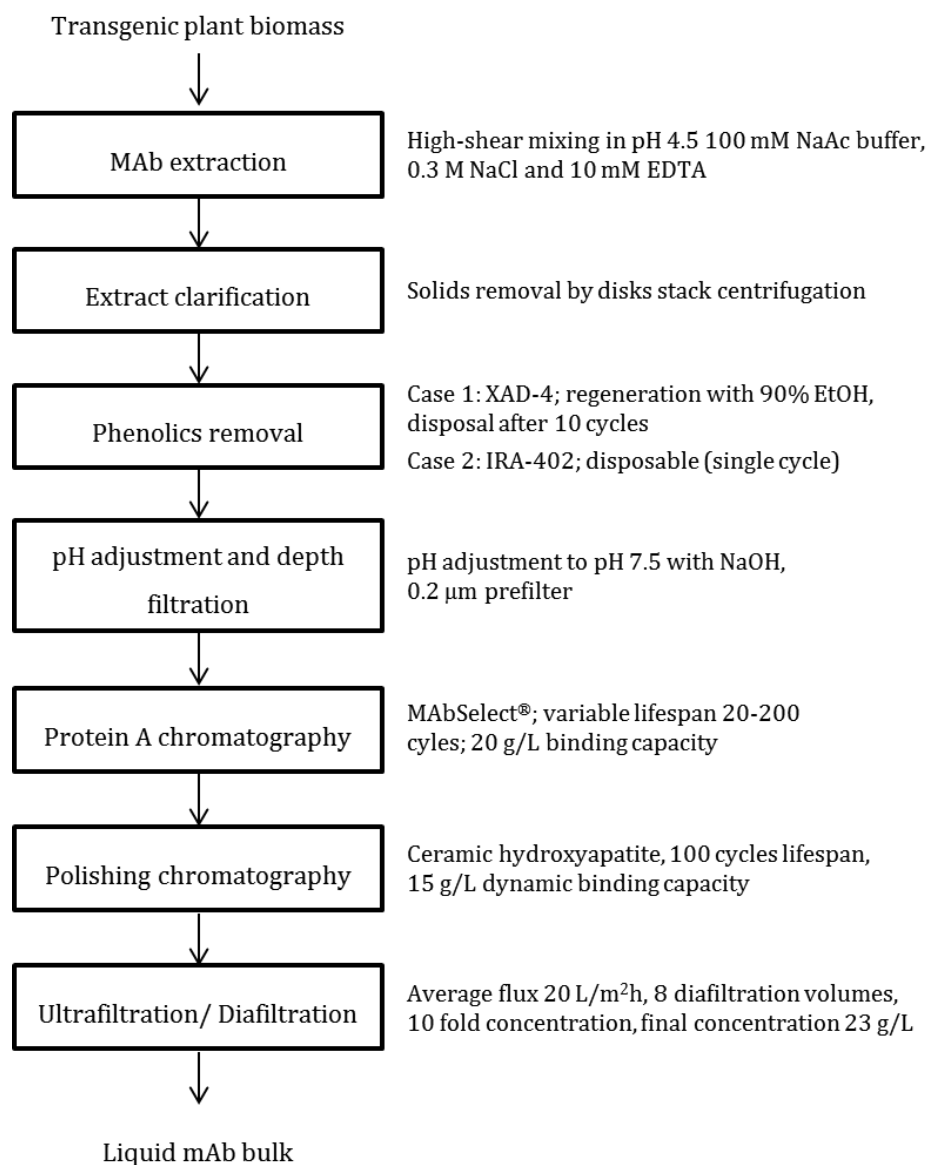 Transgenic plant biomass
MAb extraction
High-shear mixing in pH 4.5 100 mM NaAc buffer,
0.3 M NaCl and 10 mM EDTA
Extract clarification
Solids removal by disks stack centrifugation
Phenolics removal
Case 1: XAD-4; regeneration with 90% EtOH,
disposal after 10 cycles
Case 2: IRA-402; disposable (single cycle)
pH adjustment and depth
filtration
pH adjustment to pH 7.5 with NaOH,
0.2 μm prefilter
Protein A chromatography
MAbSelect®; variable lifespan 20-200
cyles; 20 g/L binding capacity
Polishing chromatography
Ceramic hydroxyapatite, 100 cycles lifespan,
15 g/L dynamic binding capacity
Ultrafiltration/ Diafiltration
Average flux 20 L/m²h, 8 diafiltration volumes,
10 fold concentration, final concentration 23 g/L
Liquid mAb bulk